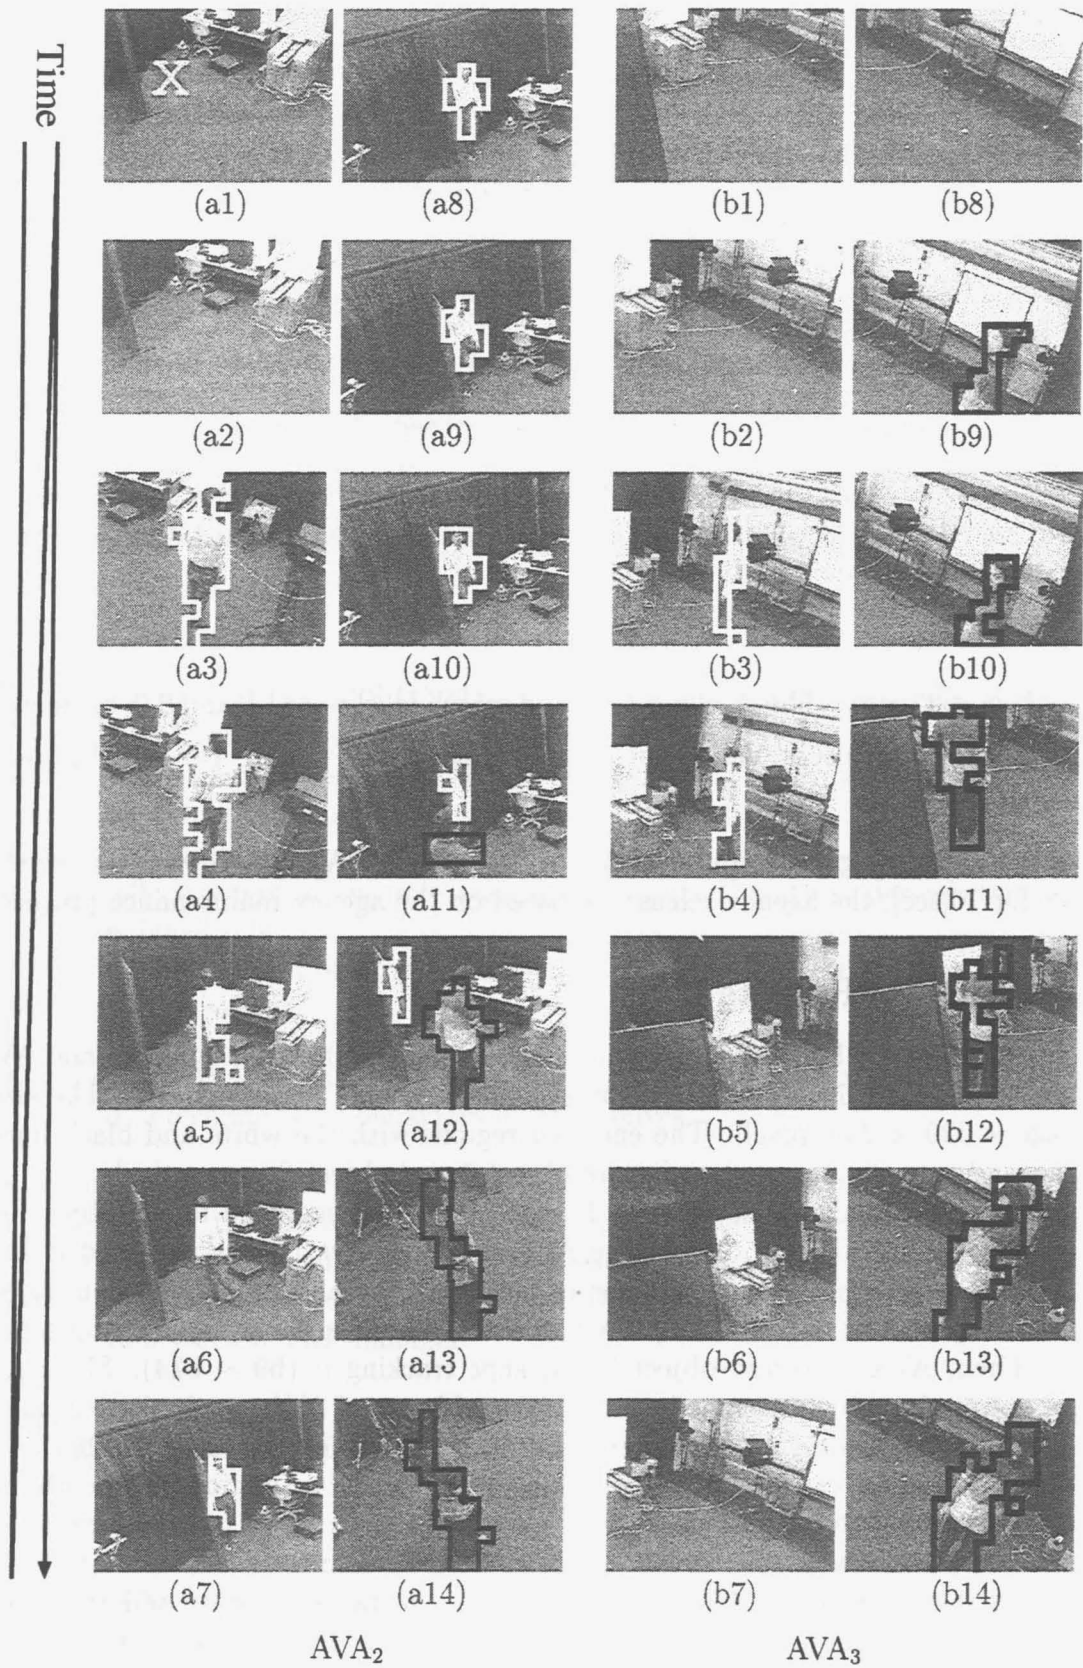 Time
X
(a1) (a8) (b1) (b8)
(a2) (a9) (b2) (b9)
(a3) (a10) (b3) (b10)
(a4) (a11) (b4) (b11)
(a5) (a12) (b5) (b12)
(a6) (a13) (b6) (b13)
(a7) (a14) (b7) (b14)
AVA₂ AVA₃